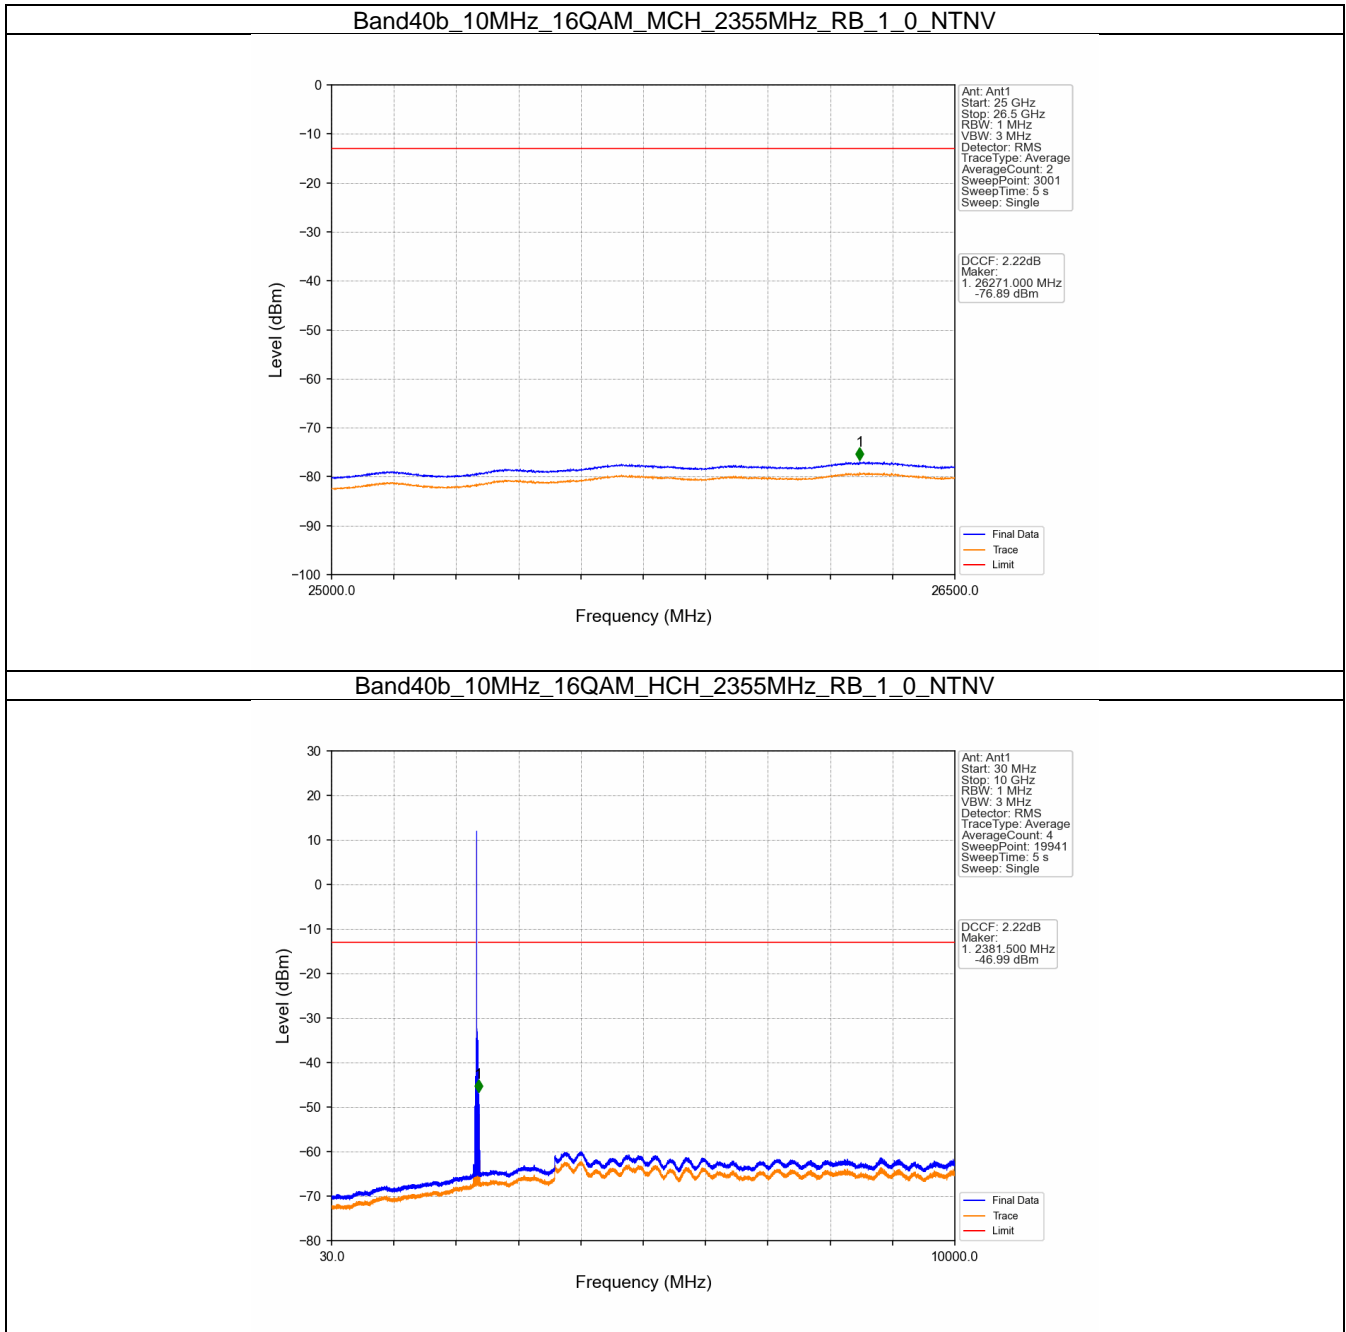 Band40b_10MHz_16QAM_MCH_2355MHz_RB_1_0_NTNV
0
−10
−20
−30
−40
−50
−60
−70
−80
−90
−100
Level (dBm)
25000.0
26500.0
Frequency (MHz)
1
Ant: Ant1
Start: 25 GHz
Stop: 26.5 GHz
RBW: 1 MHz
VBW: 3 MHz
Detector: RMS
TraceType: Average
AverageCount: 2
SweepPoint: 3001
SweepTime: 5 s
Sweep: Single
DCCF: 2.22dB
Maker:
1. 26271.000 MHz
-76.89 dBm
Final Data
Trace
Limit
Band40b_10MHz_16QAM_HCH_2355MHz_RB_1_0_NTNV
30
20
10
0
−10
−20
−30
−40
−50
−60
−70
−80
Level (dBm)
30.0
10000.0
Frequency (MHz)
Ant: Ant1
Start: 30 MHz
Stop: 10 GHz
RBW: 1 MHz
VBW: 3 MHz
Detector: RMS
TraceType: Average
AverageCount: 4
SweepPoint: 19941
SweepTime: 5 s
Sweep: Single
DCCF: 2.22dB
Maker:
1. 2381.500 MHz
-46.99 dBm
Final Data
Trace
Limit